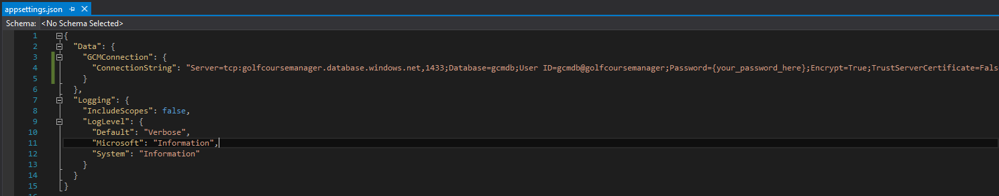 appsettings.json
Schema: <No Schema Selected>
1 {
2 "Data": {
3 "GCMConnection": {
4 "ConnectionString": "Server=tcp:golfcoursemanager.database.windows.net,1433;Database=gcmdb;User ID=gcmdb@golfcoursemanager;Password={your_password_here};Encrypt=True;TrustServerCertificate=Fals
5 }
6 },
7 "Logging": {
8 "IncludeScopes": false,
9 "LogLevel": {
10 "Default": "Verbose",
11 "Microsoft": "Information",
12 "System": "Information"
13 }
14 }
15 }
16